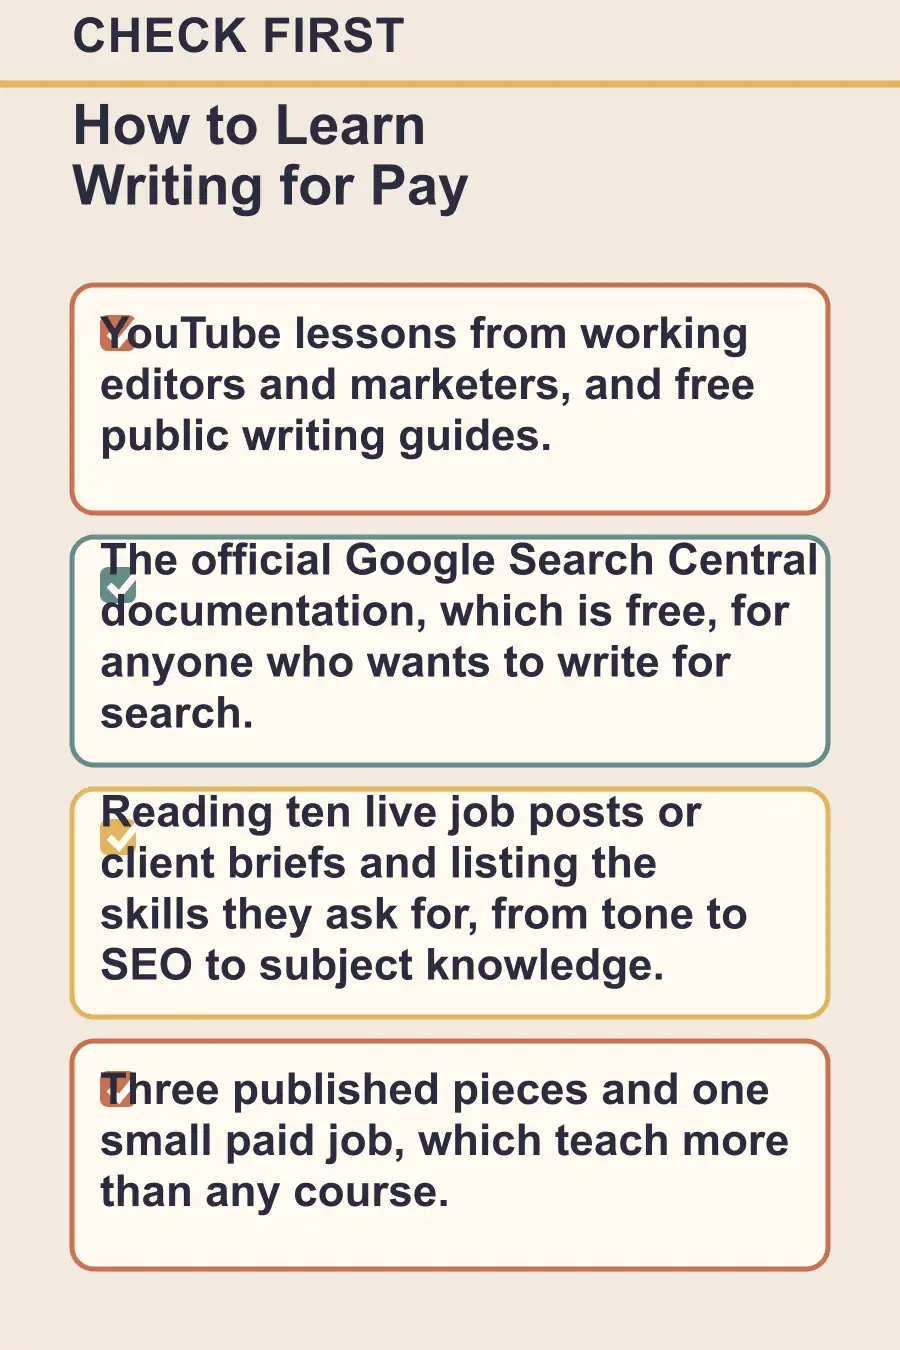 CHECK FIRST
How to Learn
Writing for Pay
YouTube lessons from working
editors and marketers, and free
public writing guides.
The official Google Search Central
documentation, which is free, for
anyone who wants to write for
search.
Reading ten live job posts or
client briefs and listing the
skills they ask for, from tone to
SEO to subject knowledge.
Three published pieces and one
small paid job, which teach more
than any course.